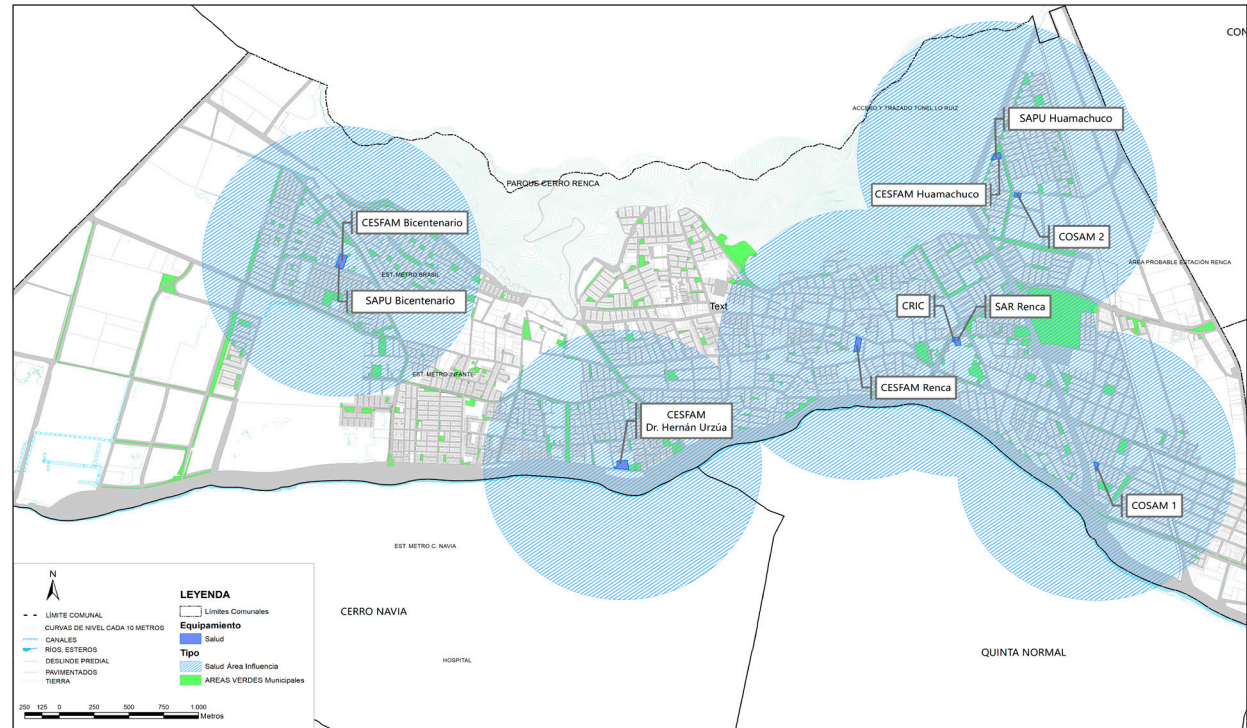 CON
ACCESO Y TRAZADO TÚNEL LO RUIZ
SAPU Huamachuco
PARQUE CERRO RENCA
CESFAM Huamachuco
CESFAM Bicentenario
COSAM 2
ÁREA PROBABLE ESTACIÓN RENCA
EST. METRO BRASIL
SAPU Bicentenario
Text
CRIC
SAR Renca
EST. METRO INFANTE
CESFAM Renca
CESFAM
Dr. Hernán Urzúa
COSAM 1
EST. METRO C. NAVIA
CERRO NAVIA
HOSPITAL
QUINTA NORMAL
N
LÍMITE COMUNAL
CURVAS DE NIVEL CADA 10 METROS
CANALES
RÍOS, ESTEROS
DESLINDE PREDIAL
PAVIMENTADOS
TIERRA
250 125 0 250 500 750 1.000
Metros
LEYENDA
Límites Comunales
Equipamiento
Salud
Tipo
Salud Área Influencia
AREAS VERDES Municipales